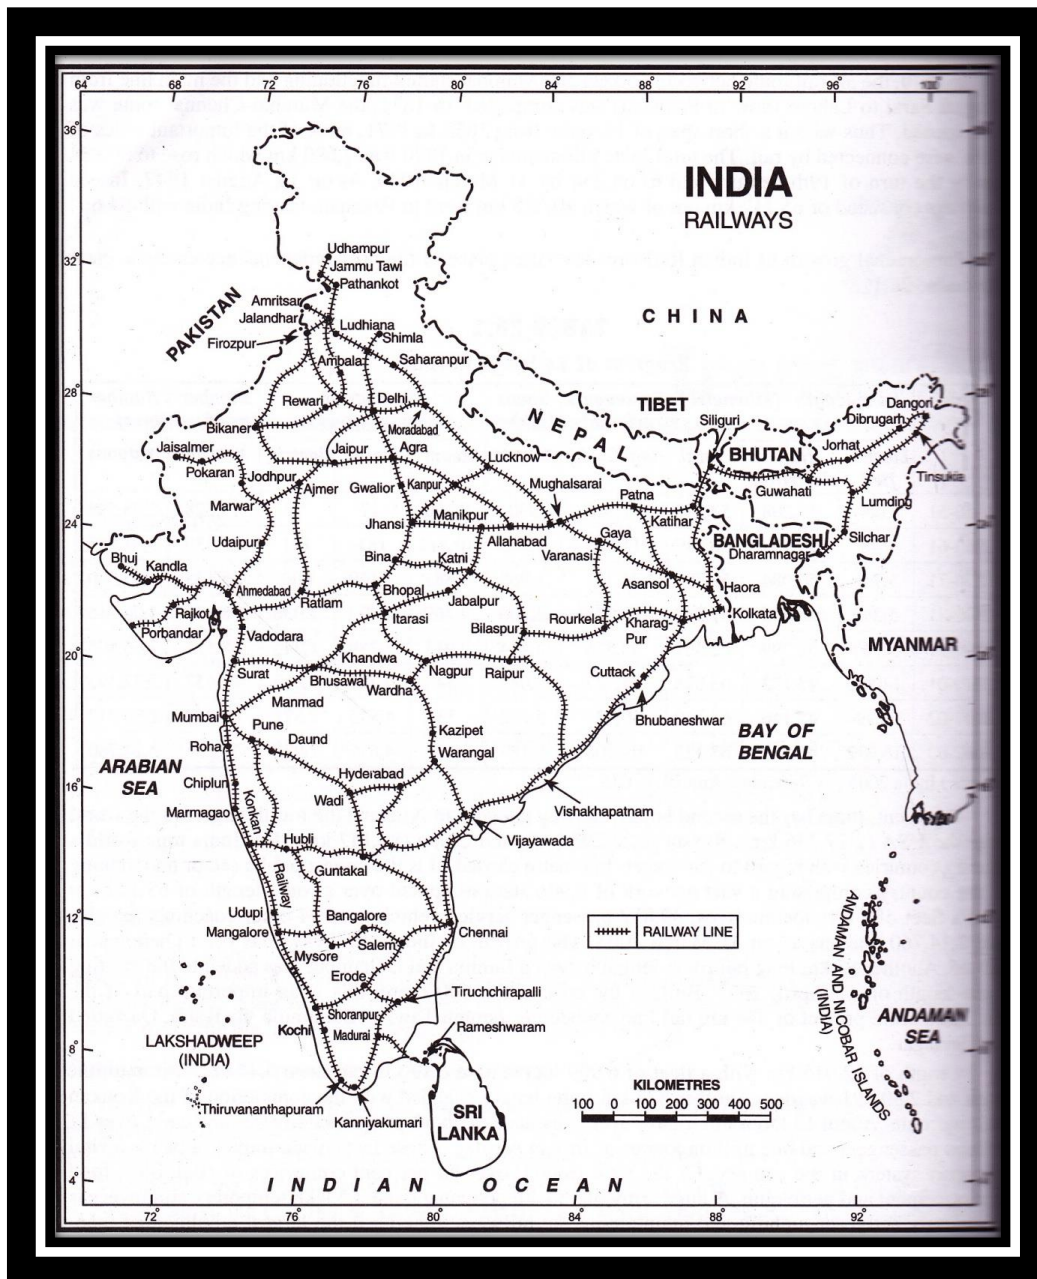 64° 68° 72° 76° 80° 84° 88° 92° 96° 100°
36°
INDIA
RAILWAYS
32°
Udhampur
Jammu Tawi
Pathankot
Amritsar
Jalandhar
PAKISTAN
Firozpur
Ludhiana
Shimla
CHINA
Ambala
Saharanpur
28°
Rewari
Delhi
Moradabad
Bikaner
TIBET
NEPAL
Siliguri
Dangori
Dibrugarh
Jorhat
BHUTAN
Tinsukia
Jaisalmer
Pokaran
Jaipur
Agra
Lucknow
Jodhpur
Ajmer
Gwalior
Kanpur
Mughalsarai
Patna
Guwahati
Lumding
Marwar
24°
Jhansi
Manikpur
Allahabad
Varanasi
Gaya
Katihar
BANGLADESH
Dharamnagar
Silchar
Udaipur
Bina
Katni
Asansol
Haora
Bhuj
Kandla
Ahmedabad
Ratlam
Bhopal
Jabalpur
Rajkot
Porbandar
Vadodara
Itarasi
Bilaspur
Rourkela
Kharag-
Pur
Kolkata
MYANMAR
20°
Surat
Khandwa
Bhusawal
Wardha
Nagpur
Raipur
Cuttack
Bhubaneshwar
Manmad
Mumbai
Pune
Daund
Roha
Kazipet
Warangal
BAY OF
BENGAL
ARABIAN
SEA
16°
Chiplun
Hyderabad
Wadi
Marmagao
Konkan
Railway
Vishakhapatnam
Vijayawada
Hubli
Guntakal
12°
Udupi
Mangalore
Bangalore
Salem
Chennai
RAILWAY LINE
Mysore
Erode
Tiruchchirapalli
Shoranpur
Kochi
Madurai
Rameshwaram
LAKSHADWEEP
(INDIA)
ANDAMAN AND NICOBAR ISLANDS
(INDIA)
ANDAMAN
SEA
8°
Thiruvananthapuram
Kanniyakumari
SRI
LANKA
KILOMETRES
100 0 100 200 300 400 500
4°
INDIAN OCEAN
72° 76° 80° 84° 88° 92°